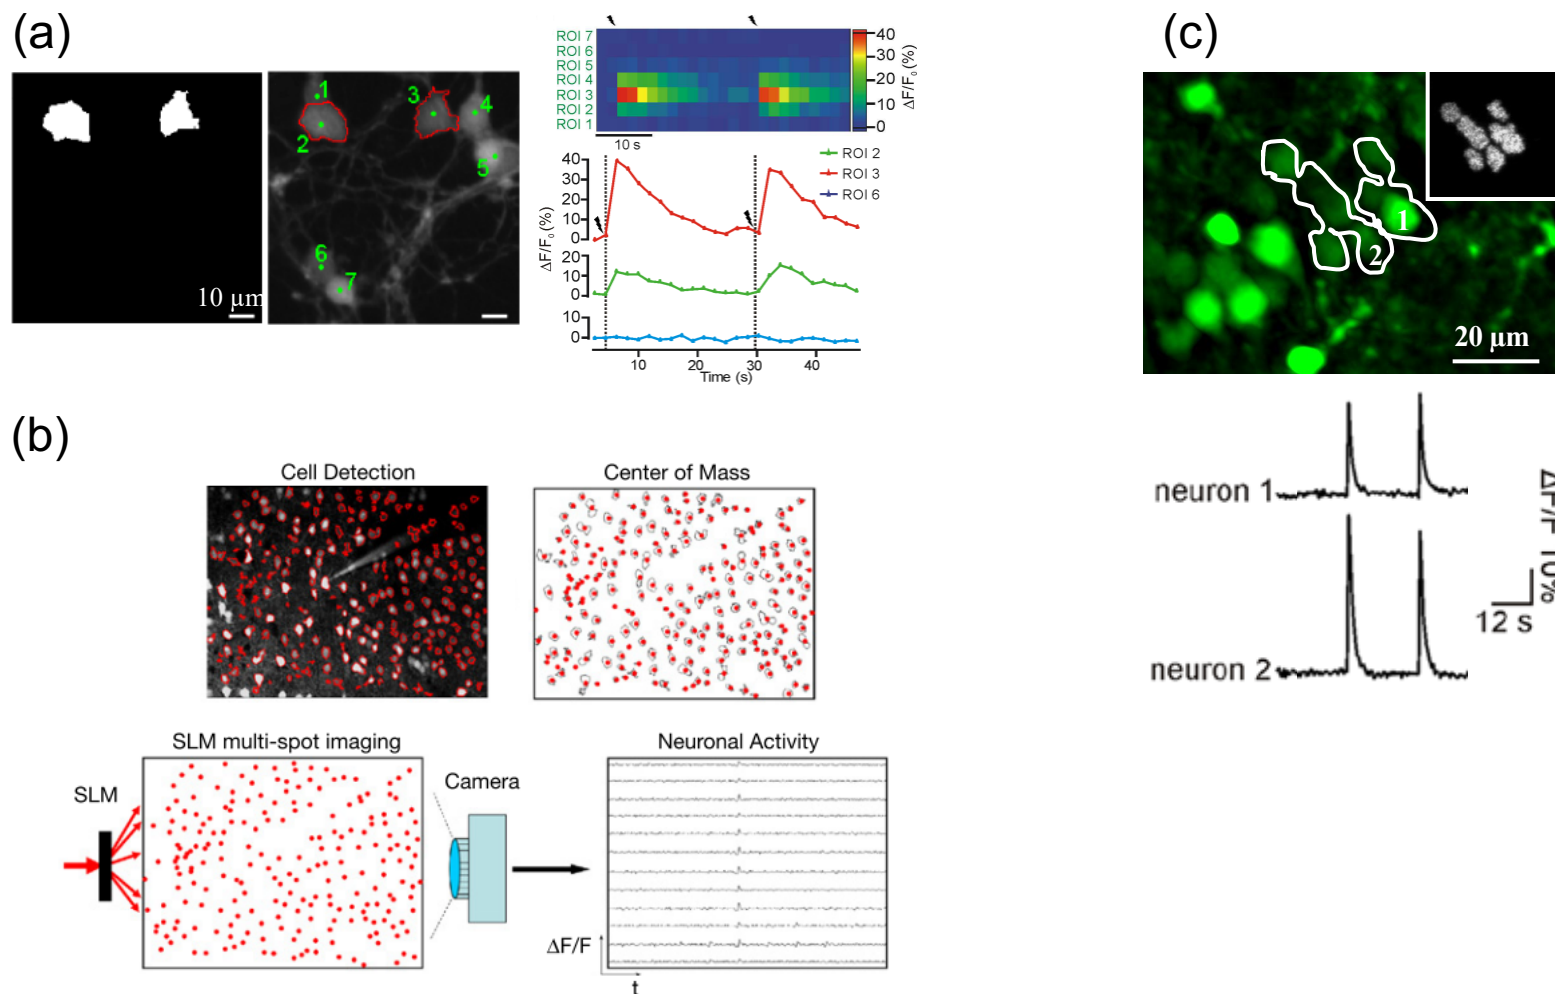 (a)
10 µm
1
2
3
4
5
6
7
ROI 7
ROI 6
ROI 5
ROI 4
ROI 3
ROI 2
ROI 1
10 s
40
30
20
10
0
ΔF/F₀ (%)
ROI 2
ROI 3
ROI 6
40
30
20
10
0
20
10
0
10
0
ΔF/F₀ (%)
10 20 30 40
Time (s)
(b)
Cell Detection
Center of Mass
SLM multi-spot imaging
SLM
Camera
Neuronal Activity
ΔF/F
t
(c)
1
2
20 µm
neuron 1
neuron 2
ΔF/F 10%
12 s